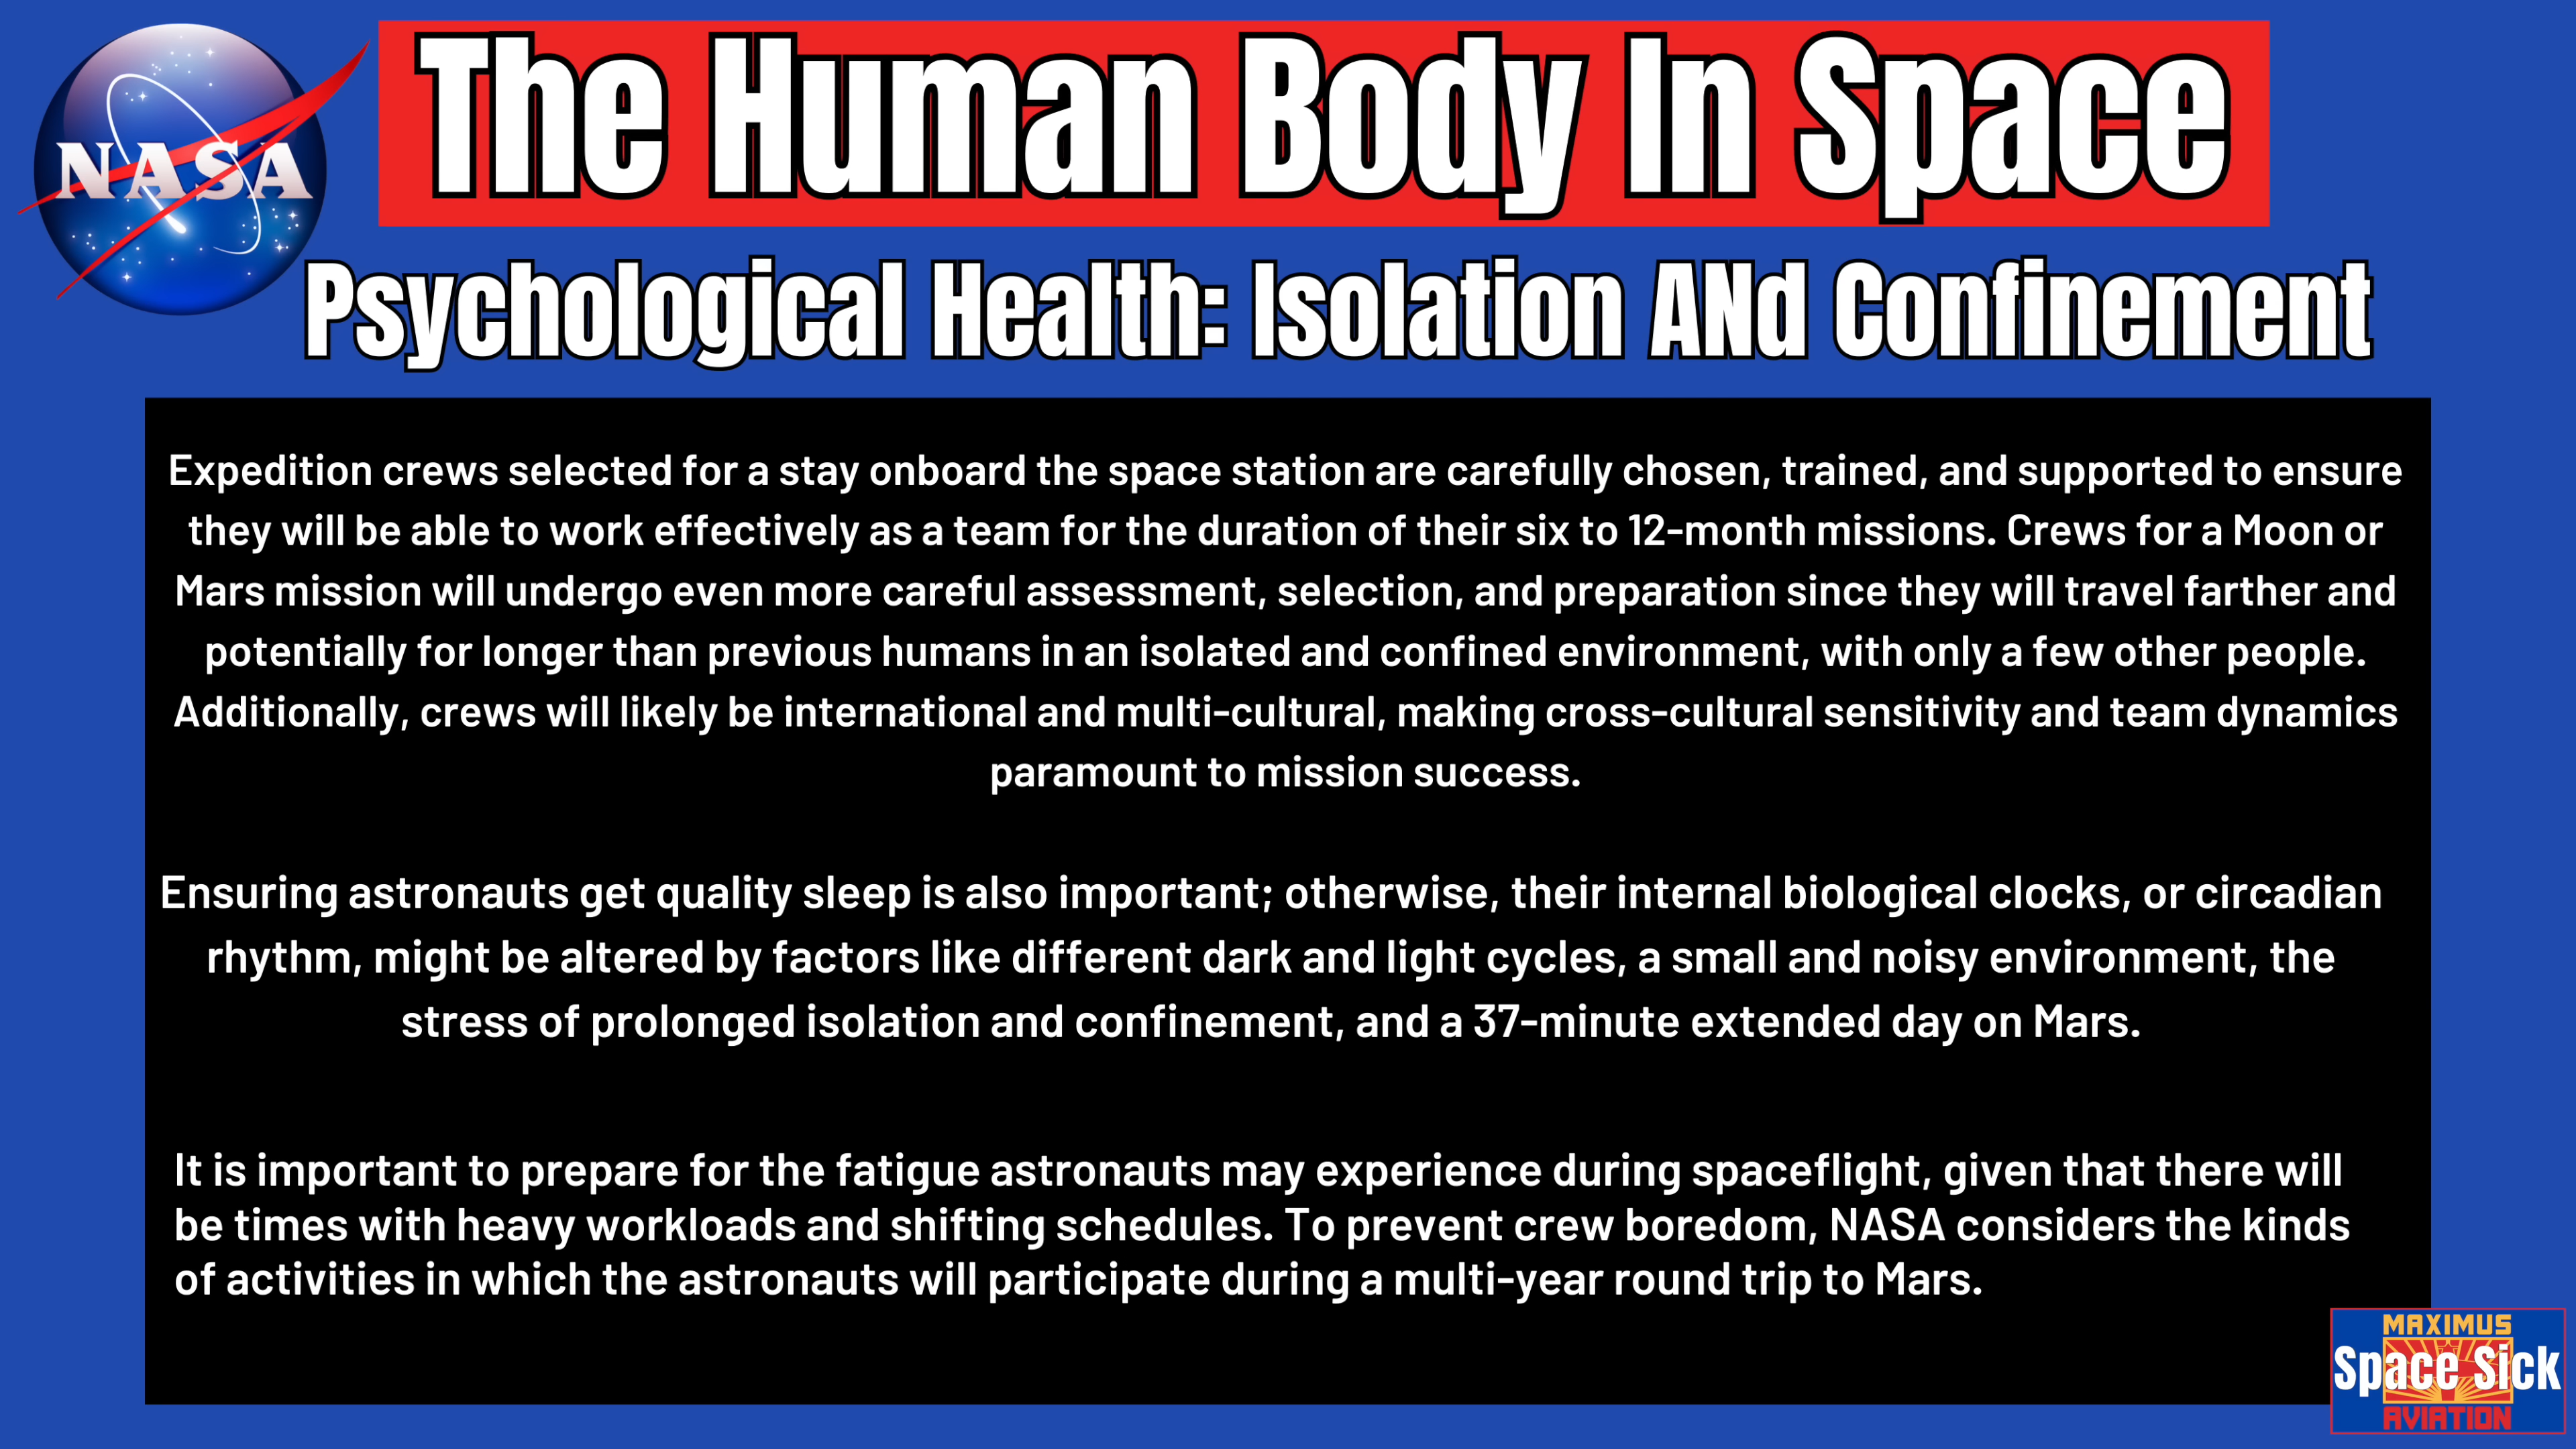 NASA
The Human Body In Space
Psychological Health: Isolation ANd Confinement
Expedition crews selected for a stay onboard the space station are carefully chosen, trained, and supported to ensure
they will be able to work effectively as a team for the duration of their six to 12-month missions. Crews for a Moon or
Mars mission will undergo even more careful assessment, selection, and preparation since they will travel farther and
potentially for longer than previous humans in an isolated and confined environment, with only a few other people.
Additionally, crews will likely be international and multi-cultural, making cross-cultural sensitivity and team dynamics
paramount to mission success.
Ensuring astronauts get quality sleep is also important; otherwise, their internal biological clocks, or circadian
rhythm, might be altered by factors like different dark and light cycles, a small and noisy environment, the
stress of prolonged isolation and confinement, and a 37-minute extended day on Mars.
It is important to prepare for the fatigue astronauts may experience during spaceflight, given that there will
be times with heavy workloads and shifting schedules. To prevent crew boredom, NASA considers the kinds
of activities in which the astronauts will participate during a multi-year round trip to Mars.
MAXIMUS
Space Sick
AVIATION